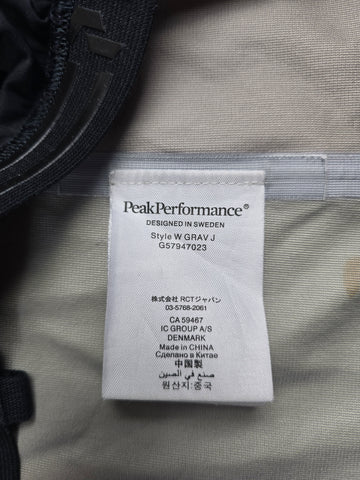 PeakPerformance®
DESIGNED IN SWEDEN
Style W GRAV J
G57947023
株式会社 RCTジャパン
03-5768-2061
CA 59467
IC GROUP A/S
DENMARK
Made in CHINA
Сделано в Китае
中国製
صنع في الصين
원산지:중국